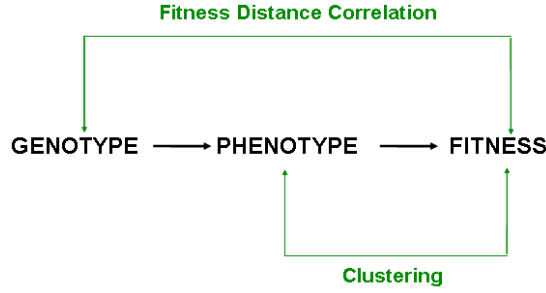 Fitness Distance Correlation
GENOTYPE PHENOTYPE FITNESS
Clustering